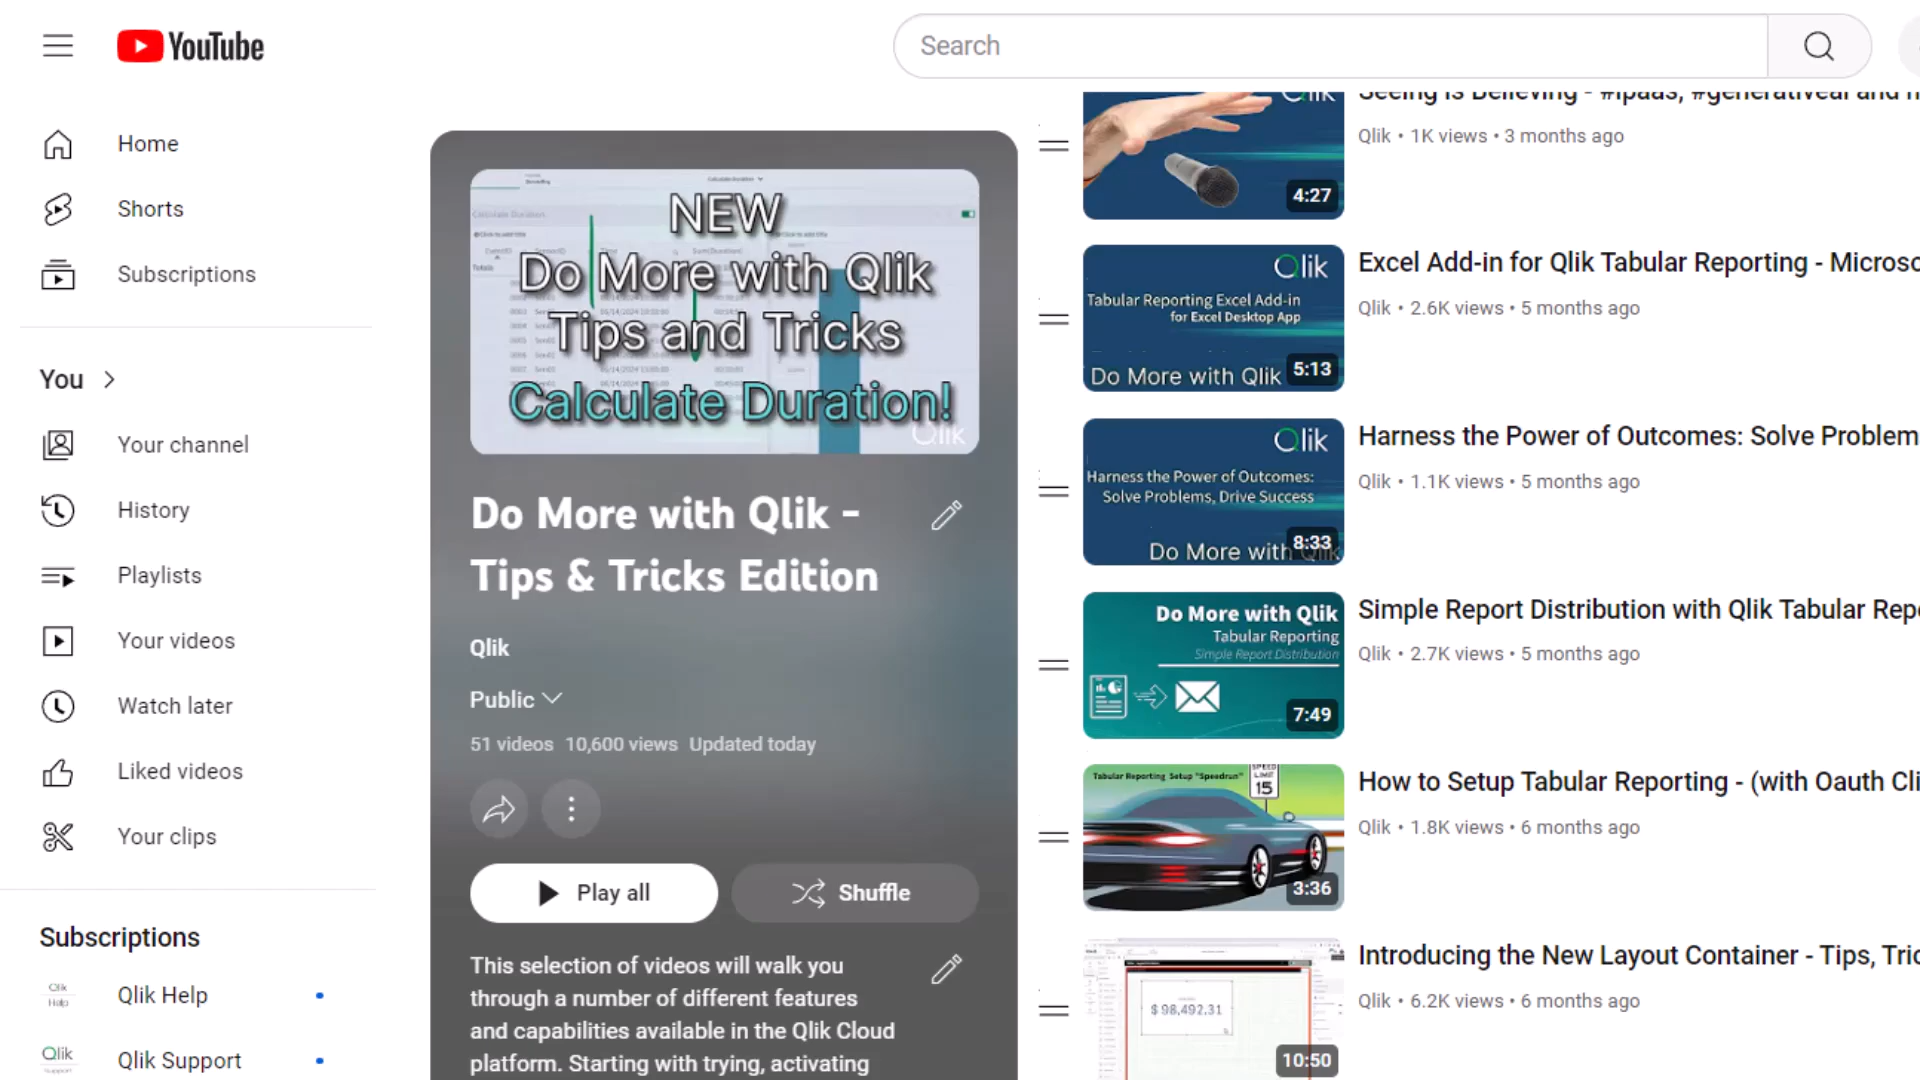 YouTube
Search
Home
Shorts
Subscriptions
You
Your channel
History
Playlists
Your videos
Watch later
Liked videos
Your clips
Subscriptions
Qlik Help
Qlik Support
NEW
Do More with Qlik
Tips and Tricks
Calculate Duration!
Qlik
Do More with Qlik -
Tips & Tricks Edition
Qlik
Public
51 videos 10,600 views Updated today
Play all
Shuffle
This selection of videos will walk you
through a number of different features
and capabilities available in the Qlik Cloud
platform. Starting with trying, activating
Qlik
4:27
Seeing is Believing - #ipaas, #generativeai and
Qlik • 1K views • 3 months ago
Qlik
Tabular Reporting Excel Add-in
for Excel Desktop App
Do More with Qlik
5:13
Excel Add-in for Qlik Tabular Reporting - Microso
Qlik • 2.6K views • 5 months ago
Qlik
Harness the Power of Outcomes:
Solve Problems, Drive Success
Do More with Qlik
8:33
Harness the Power of Outcomes: Solve Problem
Qlik • 1.1K views • 5 months ago
Do More with Qlik
Tabular Reporting
Simple Report Distribution
7:49
Simple Report Distribution with Qlik Tabular Rep
Qlik • 2.7K views • 5 months ago
Tabular Reporting Setup "Speedrun"
SPEED
LIMIT
15
3:36
How to Setup Tabular Reporting - (with Oauth Cli
Qlik • 1.8K views • 6 months ago
$98,492.31
10:50
Introducing the New Layout Container - Tips, Tric
Qlik • 6.2K views • 6 months ago